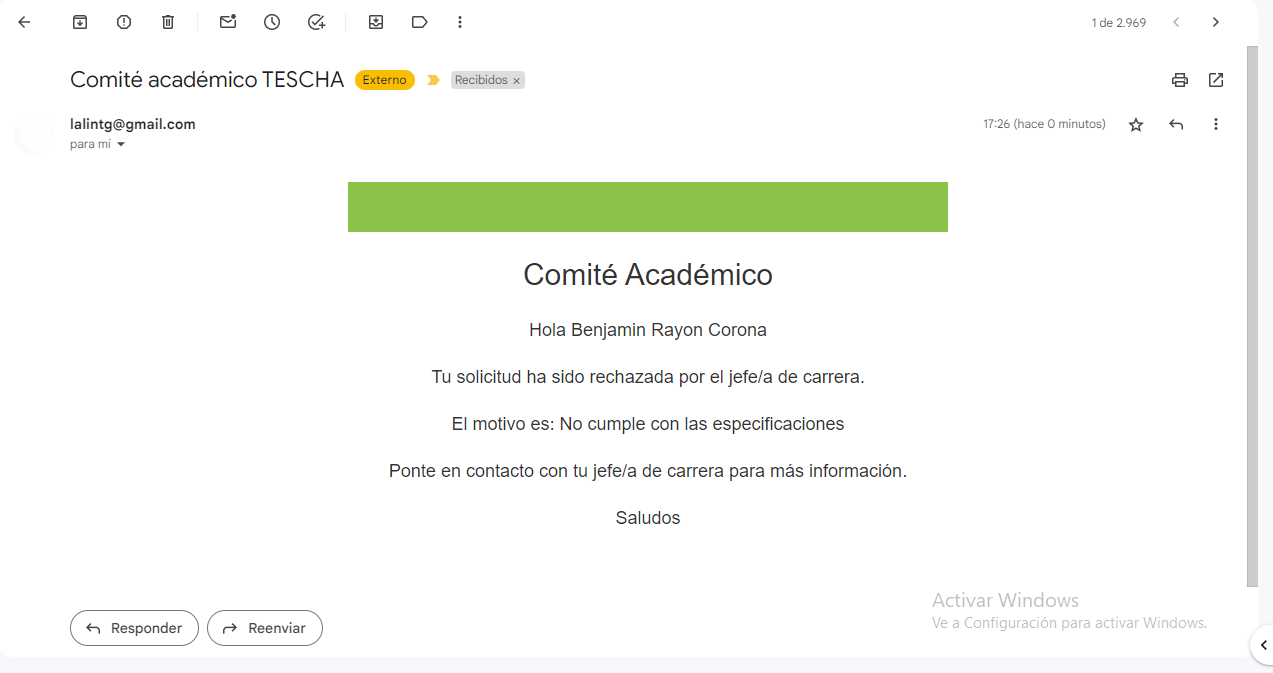 1 de 2.969
Comité académico TESCHA Externo Recibidos ×
lalintg@gmail.com 17:26 (hace 0 minutos)
para mí
Comité Académico
Hola Benjamin Rayon Corona
Tu solicitud ha sido rechazada por el jefe/a de carrera.
El motivo es: No cumple con las especificaciones
Ponte en contacto con tu jefe/a de carrera para más información.
Saludos
Activar Windows
Ve a Configuración para activar Windows.
Responder Reenviar